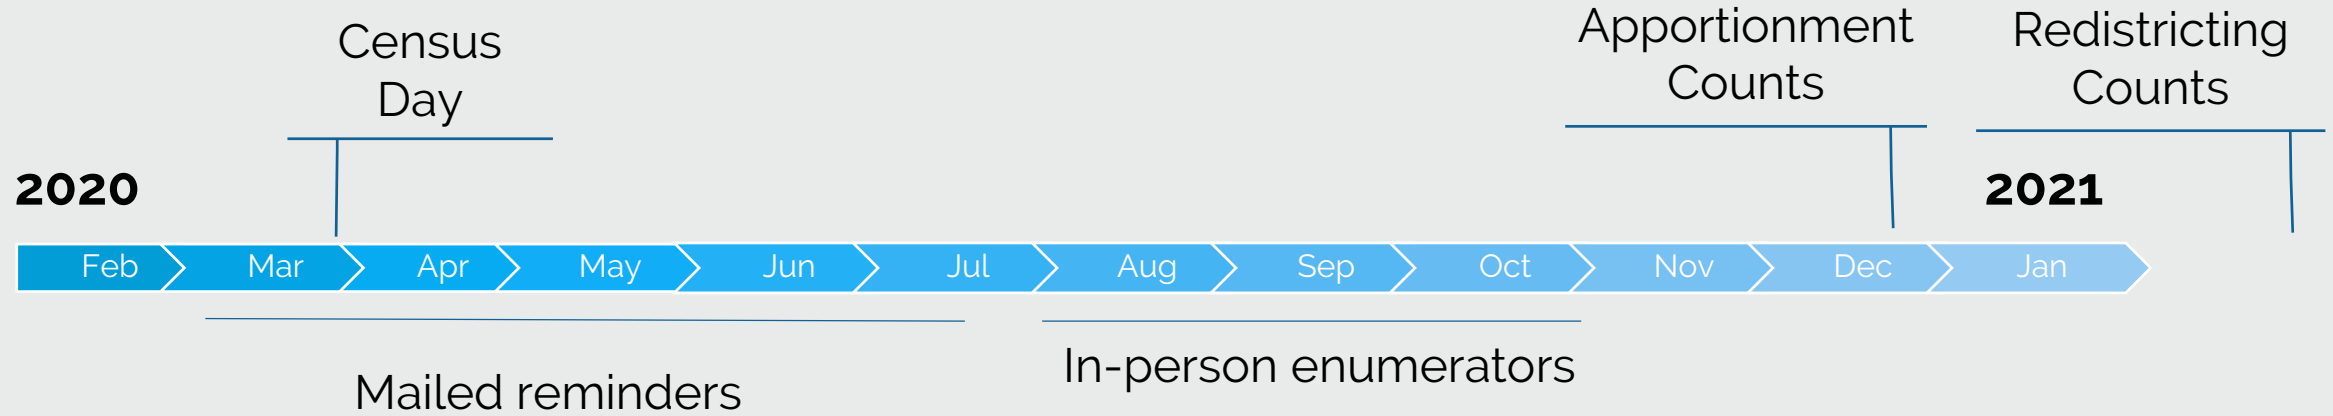 Census
Day
Apportionment
Counts
Redistricting
Counts
2020
2021
Feb
Mar
Apr
May
Jun
Jul
Aug
Sep
Oct
Nov
Dec
Jan
Mailed reminders
In-person enumerators